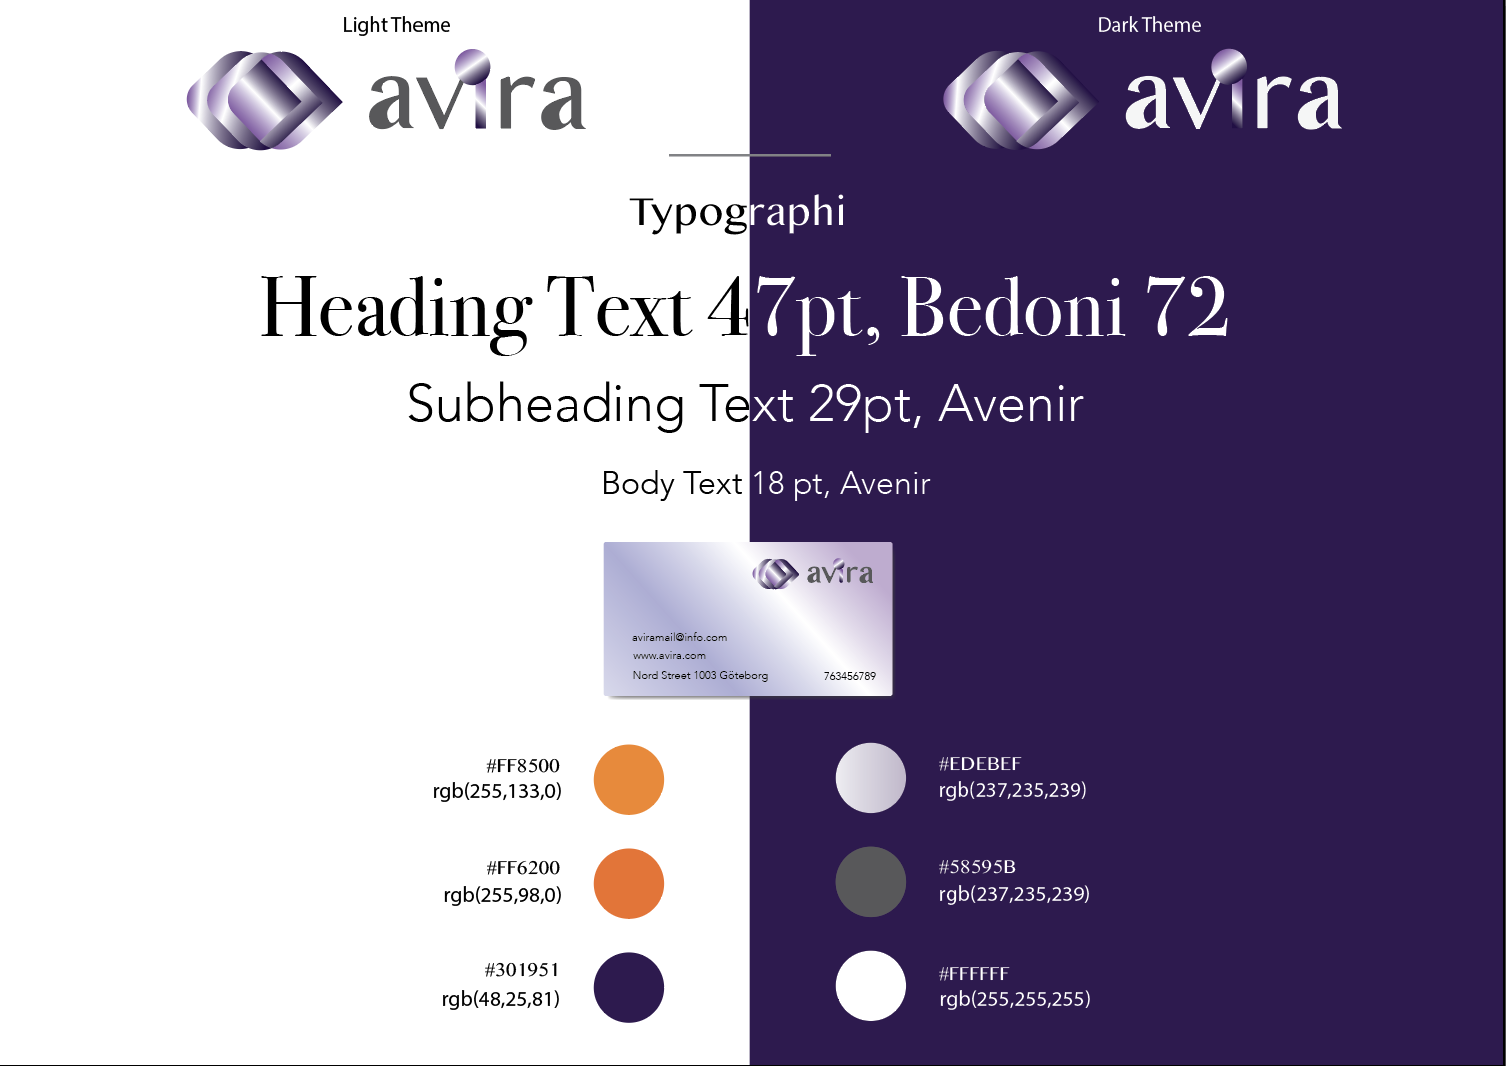 Light Theme
Dark Theme
avira
avira
Typographi
Heading Text 47pt, Bedoni 72
Subheading Text 29pt, Avenir
Body Text 18 pt, Avenir
avira
aviramail@info.com
www.avira.com
Nord Street 1003 Göteborg
763456789
#FF8500
rgb(255,133,0)
#EDEBEF
rgb(237,235,239)
#FF6200
rgb(255,98,0)
#58595B
rgb(237,235,239)
#301951
rgb(48,25,81)
#FFFFFF
rgb(255,255,255)